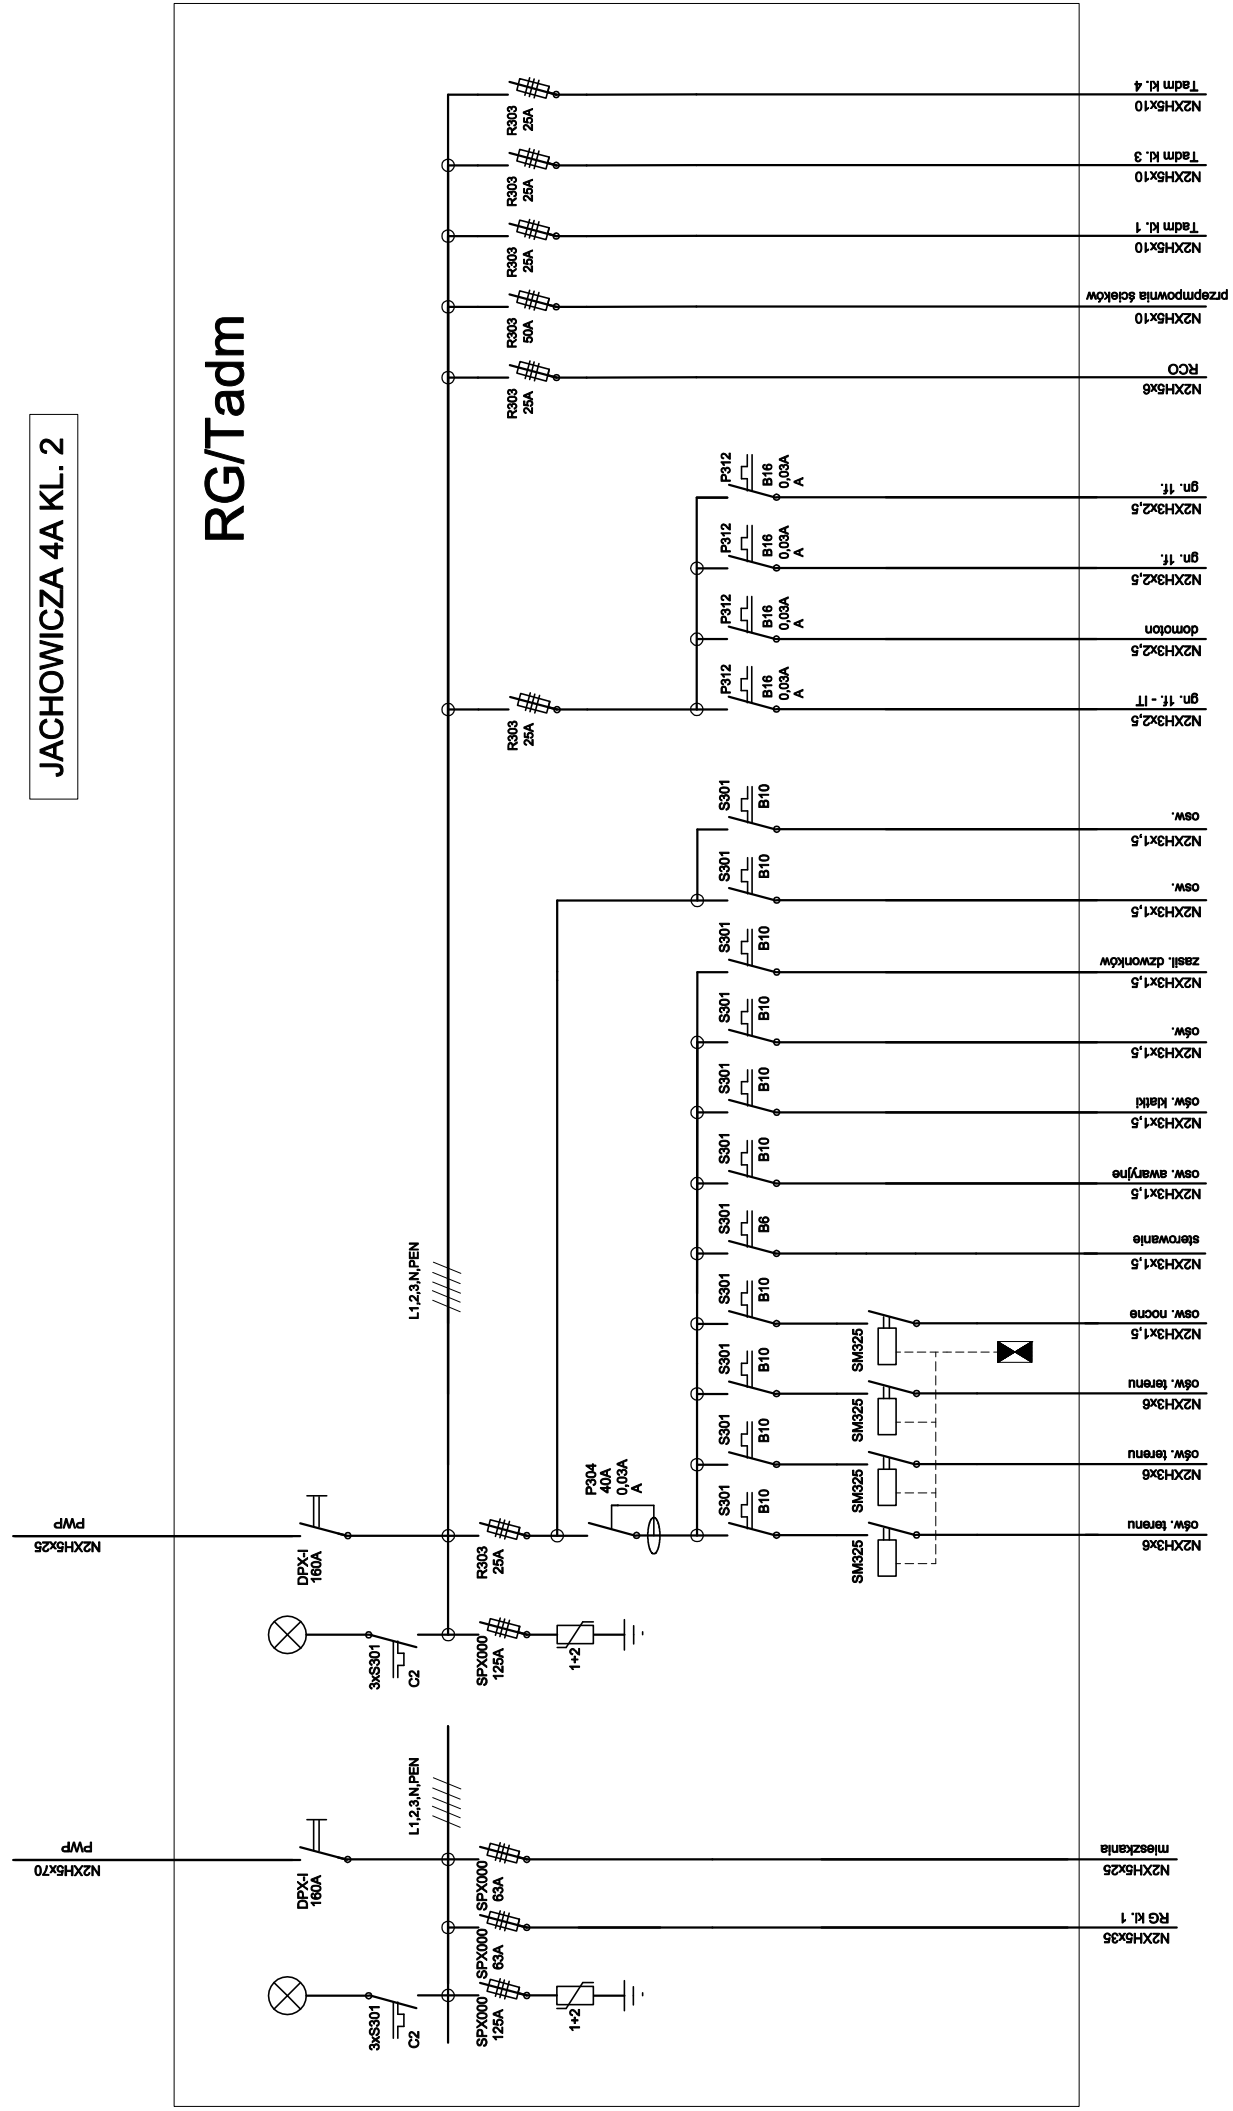 JACHOWICZA 4A KL. 2
RG/Tadm
PWP
N2XH5x70
DPX-I
160A
L1,2,3,N,PEN
3xS301
C2
SPX000
125A
1+2
SPX000
63A
RG kl. 1
N2XH5x35
SPX000
63A
mieszkania
N2XH5x25
PWP
N2XH5x25
DPX-I
160A
L1,2,3,N,PEN
3xS301
C2
SPX000
125A
1+2
R303
25A
P304
40A
0,03A
A
S301
B10
SM325
ośw. terenu
N2XH3x6
S301
B10
SM325
ośw. terenu
N2XH3x6
S301
B10
SM325
ośw. terenu
N2XH3x6
S301
B10
SM325
osw. nocne
N2XH3x1,5
S301
B6
sterowanie
N2XH3x1,5
S301
B10
osw. awaryjne
N2XH3x1,5
S301
B10
ośw. klatki
N2XH3x1,5
S301
B10
ośw.
N2XH3x1,5
S301
B10
zasil. dzwonków
N2XH3x1,5
S301
B10
osw.
N2XH3x1,5
S301
B10
osw.
N2XH3x1,5
R303
25A
P312
B16
0,03A
A
gn. 1f. - IT
N2XH3x2,5
P312
B16
0,03A
A
domoton
N2XH3x2,5
P312
B16
0,03A
A
gn. 1f.
N2XH3x2,5
P312
B16
0,03A
A
gn. 1f.
N2XH3x2,5
R303
25A
RCO
N2XH5x6
R303
50A
przepmpownia ścieków
N2XH5x10
R303
25A
Tadm kl. 1
N2XH5x10
R303
25A
Tadm kl. 3
N2XH5x10
R303
25A
Tadm kl. 4
N2XH5x10